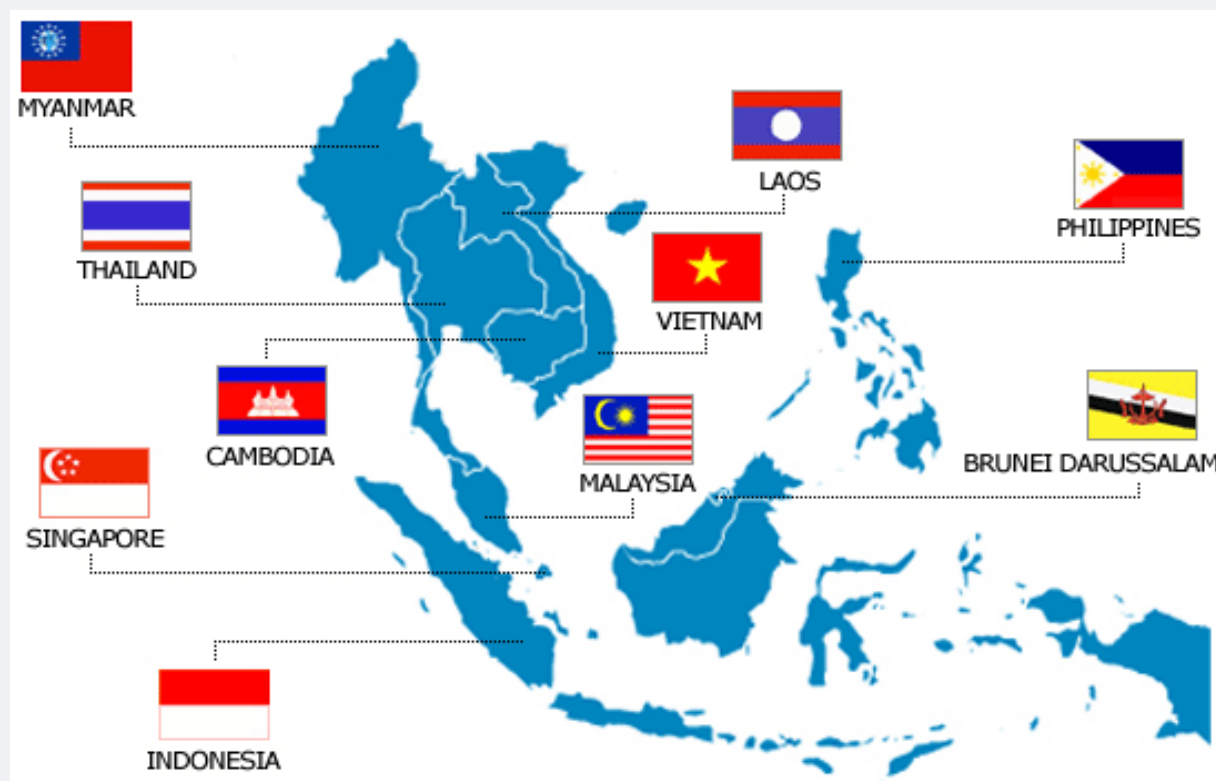 MYANMAR
LAOS
PHILIPPINES
THAILAND
VIETNAM
CAMBODIA
MALAYSIA
BRUNEI DARUSSALAM
SINGAPORE
INDONESIA